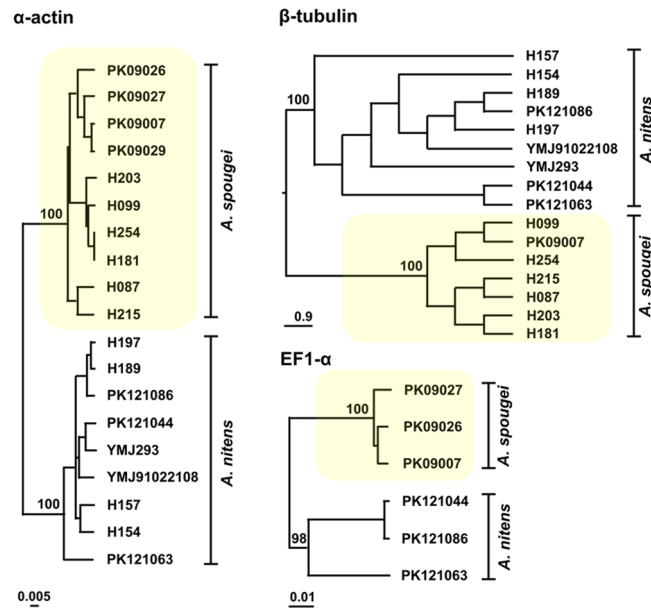 α-actin
PK09026
PK09027
PK09007
PK09029
H203
100
H099
H254
H181
H087
H215
A. spougei
H197
H189
PK121086
PK121044
YMJ293
YMJ91022108
100
H157
H154
PK121063
A. nitens
0.005
β-tubulin
H157
H154
100
H189
PK121086
H197
YMJ91022108
YMJ293
PK121044
PK121063
A. nitens
H099
PK09007
100
H254
H215
H087
H203
H181
A. spougei
0.9
EF1-α
PK09027
100
PK09026
PK09007
A. spougei
PK121044
98
PK121086
PK121063
A. nitens
0.01